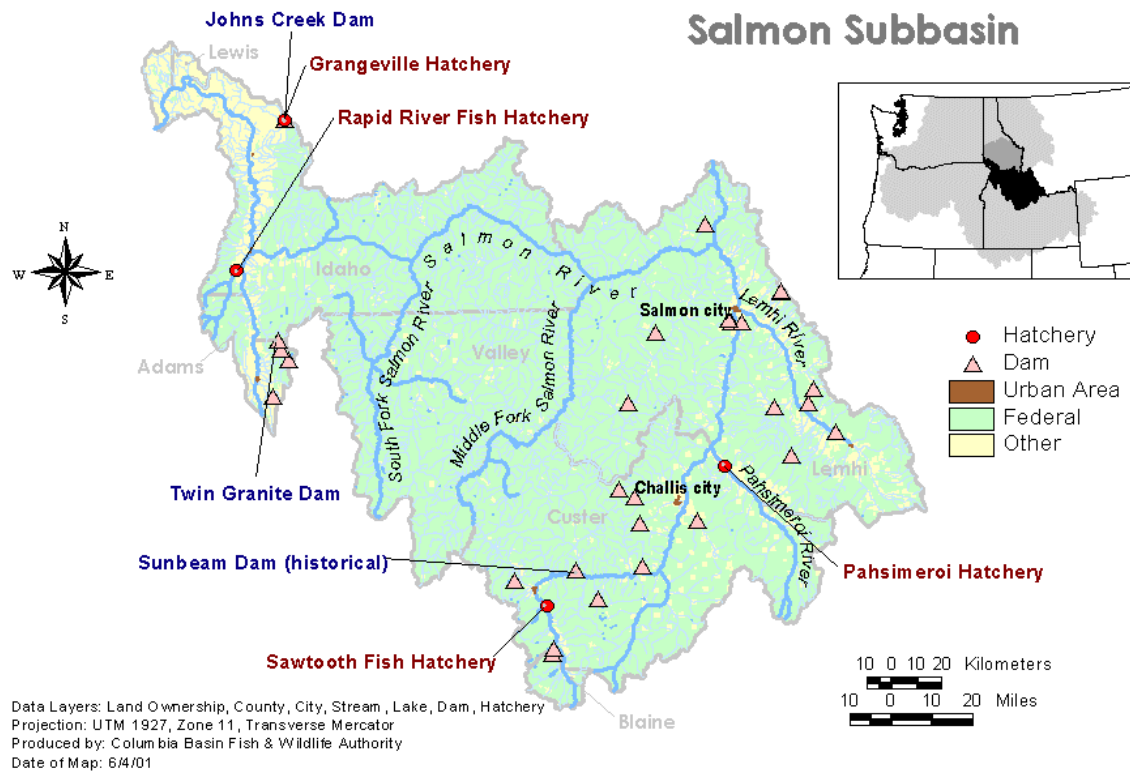 Salmon Subbasin
Johns Creek Dam
Lewis
Grangeville Hatchery
Rapid River Fish Hatchery
N
W E
S
Idaho
Salmon River
Salmon city
Lemhi River
Adams
Valley
South Fork Salmon River
Middle Fork Salmon River
Hatchery
Dam
Urban Area
Federal
Other
Twin Granite Dam
Challis city
Lemhi
Custer
Pahsimeroi River
Sunbeam Dam (historical)
Pahsimeroi Hatchery
Sawtooth Fish Hatchery
Blaine
10 0 10 20 Kilometers
10 0 10 20 Miles
Data Layers: Land Ownership, County, City, Stream, Lake, Dam, Hatchery
Projection: UTM 1927, Zone 11, Transverse Mercator
Produced by: Columbia Basin Fish & Wildlife Authority
Date of Map: 6/4/01